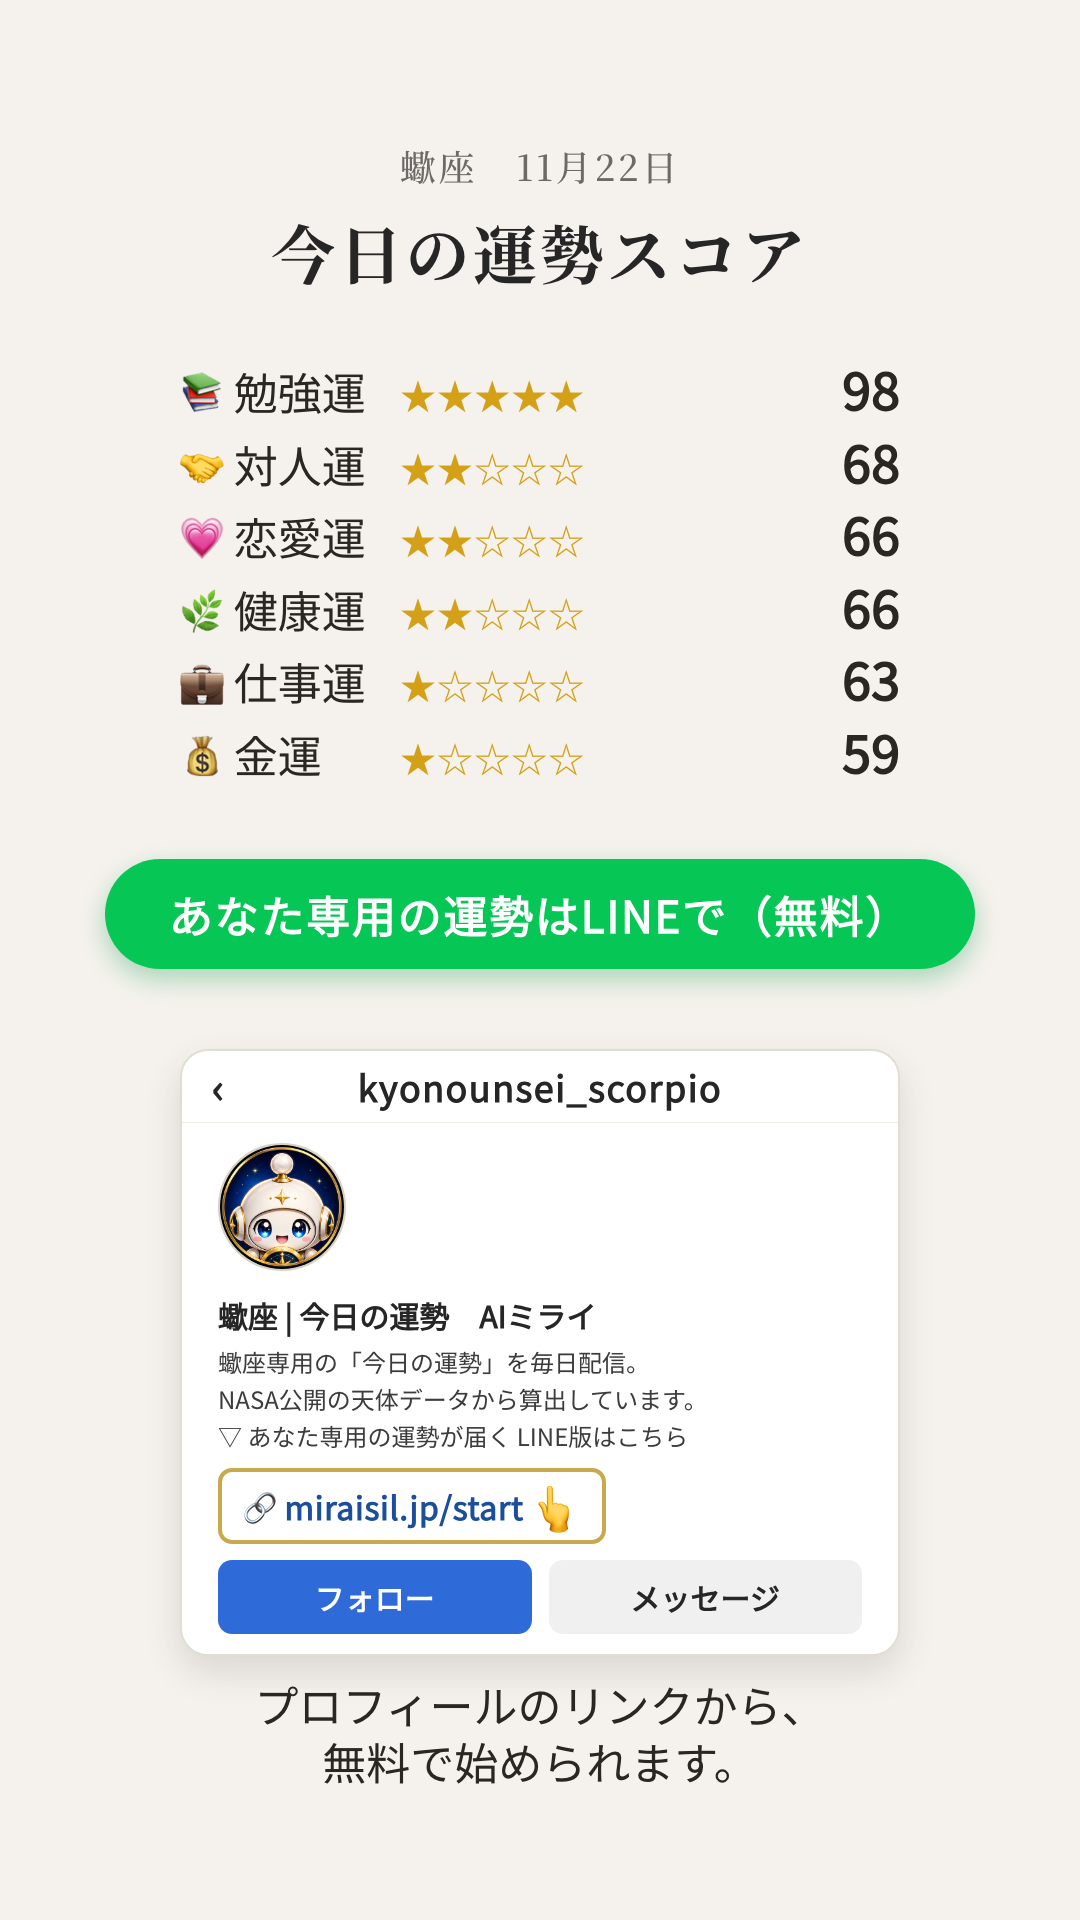 蠍座　11月22日
今日の運勢スコア
📚 勉強運 ★★★★★ 98
🤝 対人運 ★★☆☆☆ 68
💗 恋愛運 ★★☆☆☆ 66
🌿 健康運 ★★☆☆☆ 66
💼 仕事運 ★☆☆☆☆ 63
💰 金運 ★☆☆☆☆ 59
あなた専用の運勢はLINEで（無料）
‹ kyonounsei_scorpio
蠍座 | 今日の運勢　AIミライ
蠍座専用の「今日の運勢」を毎日配信。
NASA公開の天体データから算出しています。
▽ あなた専用の運勢が届く LINE版はこちら
🔗 miraisil.jp/start 👆
フォロー メッセージ
プロフィールのリンクから、
無料で始められます。